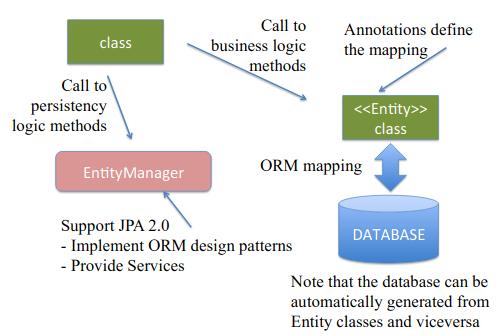 class
Call to
business logic
methods
Annotations define
the mapping
Call to
persistency
logic methods
<<Entity>>
class
EntityManager
ORM mapping
Support JPA 2.0
- Implement ORM design patterns
- Provide Services
DATABASE
Note that the database can be
automatically generated from
Entity classes and viceversa